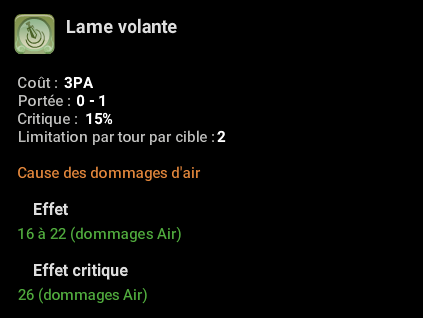 Lame volante
Coût : 3PA
Portée : 0 - 1
Critique : 15%
Limitation par tour par cible : 2
Cause des dommages d'air
Effet
16 à 22 (dommages Air)
Effet critique
26 (dommages Air)